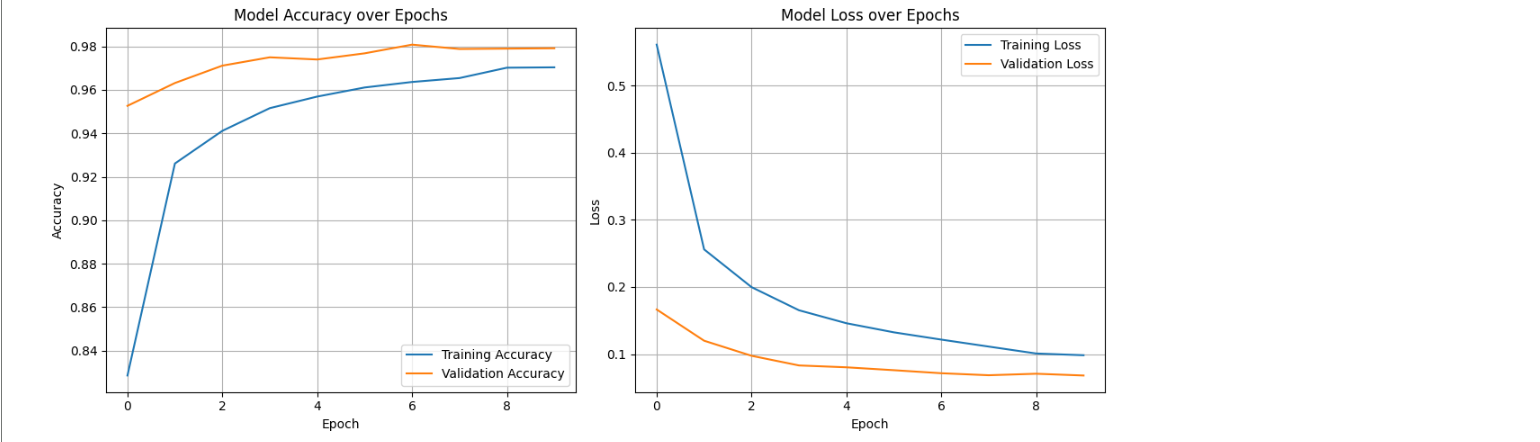 Model Accuracy over Epochs
Accuracy
0.98
0.96
0.94
0.92
0.90
0.88
0.86
0.84
Training Accuracy
Validation Accuracy
0 2 4 6 8
Epoch
Model Loss over Epochs
Loss
0.5
0.4
0.3
0.2
0.1
Training Loss
Validation Loss
0 2 4 6 8
Epoch